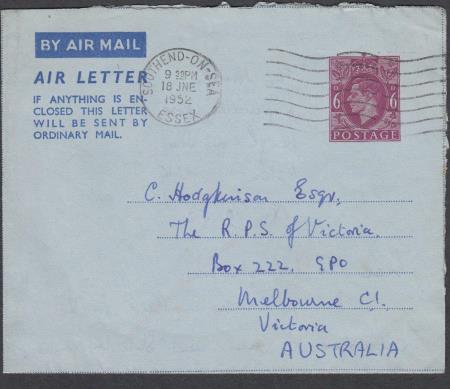 BY AIR MAIL
AIR LETTER
IF ANYTHING IS EN-
CLOSED THIS LETTER
WILL BE SENT BY
ORDINARY MAIL.
SOUTHEND-ON-SEA
9 30PM
18 JNE
1952
ESSEX
6D 6D
POSTAGE
C. Hodgkinson Esqr,
The R.P.S. of Victoria,
Box 222, GPO
Melbourne C1.
Victoria
AUSTRALIA